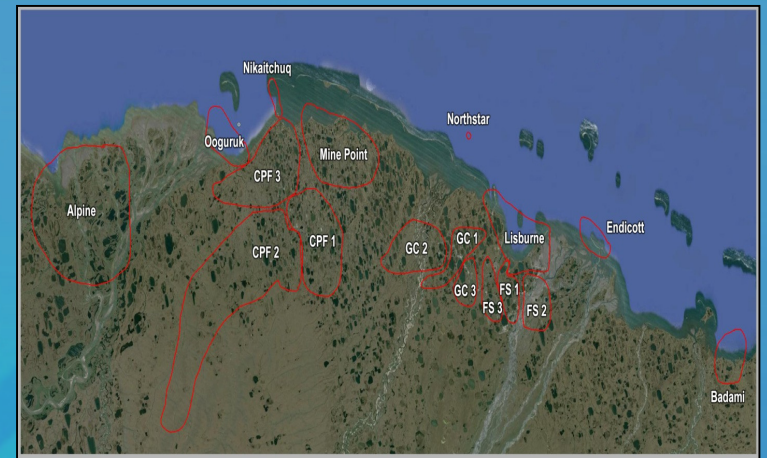 Nikaitchuq
Northstar
Ooguruk
Mine Point
CPF 3
Alpine
Endicott
GC 1
Lisburne
CPF 1
GC 2
CPF 2
GC 3
FS 1
FS 3
FS 2
Badami